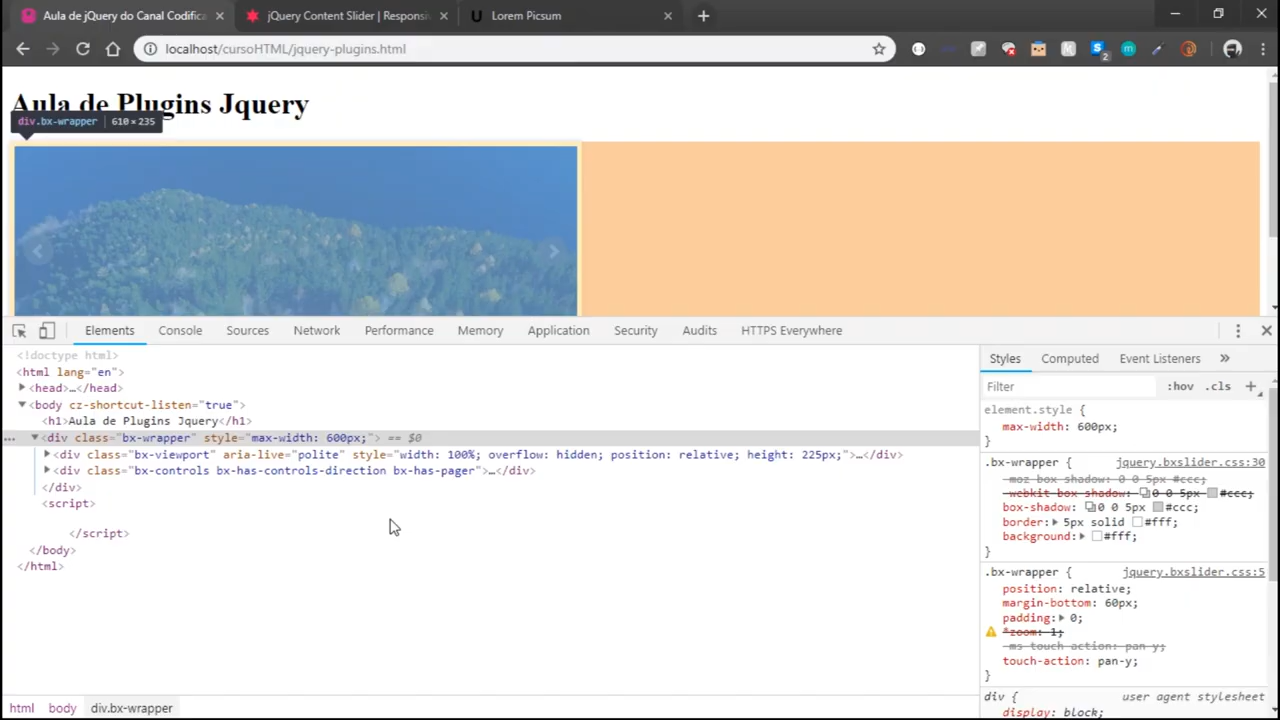 Aula de jQuery do Canal Codifica
jQuery Content Slider | Responsi
Lorem Picsum
localhost/cursoHTML/jquery-plugins.html
Aula de Plugins Jquery
div.bx-wrapper | 610 × 235
Elements Console Sources Network Performance Memory Application Security Audits HTTPS Everywhere
<!doctype html>
<html lang="en">
<head>…</head>
<body cz-shortcut-listen="true">
<h1>Aula de Plugins Jquery</h1>
<div class="bx-wrapper" style="max-width: 600px;"> == $0
<div class="bx-viewport" aria-live="polite" style="width: 100%; overflow: hidden; position: relative; height: 225px;">…</div>
<div class="bx-controls bx-has-controls-direction bx-has-pager">…</div>
</div>
<script>
</script>
</body>
</html>
html body div.bx-wrapper
Styles Computed Event Listeners »
Filter :hov .cls +
element.style {
max-width: 600px;
}
.bx-wrapper { jquery.bxslider.css:30
-moz-box-shadow: 0 0 5px #ccc;
-webkit-box-shadow: 0 0 5px #ccc;
box-shadow: 0 0 5px #ccc;
border: 5px solid #fff;
background: #fff;
}
.bx-wrapper { jquery.bxslider.css:5
position: relative;
margin-bottom: 60px;
padding: 0;
*zoom: 1;
-ms-touch-action: pan-y;
touch-action: pan-y;
}
div { user agent stylesheet
display: block;